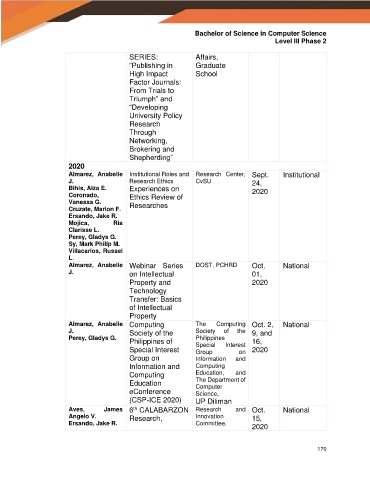 Bachelor of Science in Computer Science
Level III Phase 2
SERIES:
"Publishing in
High Impact
Factor Journals:
From Trials to
Triumph" and
"Developing
University Policy
Research
Through
Networking,
Brokering and
Shepherding"
Affairs,
Graduate
School
2020
Almarez, Anabelle
J.
Bihis, Aiza E.
Coronado,
Vanessa G.
Cruzate, Marlon F.
Ersando, Jake R.
Mojica, Ria
Clarisse L.
Perey, Gladys G.
Sy, Mark Philip M.
Villacarlos, Russel
L.
Institutional Roles and
Research Ethics
Experiences on
Ethics Review of
Researches
Research Center,
CvSU
Sept.
24,
2020
Institutional
Almarez, Anabelle
J.
Webinar Series
on Intellectual
Property and
Technology
Transfer: Basics
of Intellectual
Property
DOST, PCHRD
Oct.
01,
2020
National
Almarez, Anabelle
J.
Perey, Gladys G.
Computing
Society of the
Philippines of
Special Interest
Group on
Information and
Computing
Education
eConference
(CSP-ICE 2020)
The Computing
Society of the
Philippines
Special Interest
Group on
Information and
Computing
Education, and
The Department of
Computer
Science,
UP Diliman
Oct. 2,
9, and
16,
2020
National
Aves, James
Angelo V.
Ersando, Jake R.
6th CALABARZON
Research,
Research and
Innovation
Committee,
Oct.
15,
2020
National
170